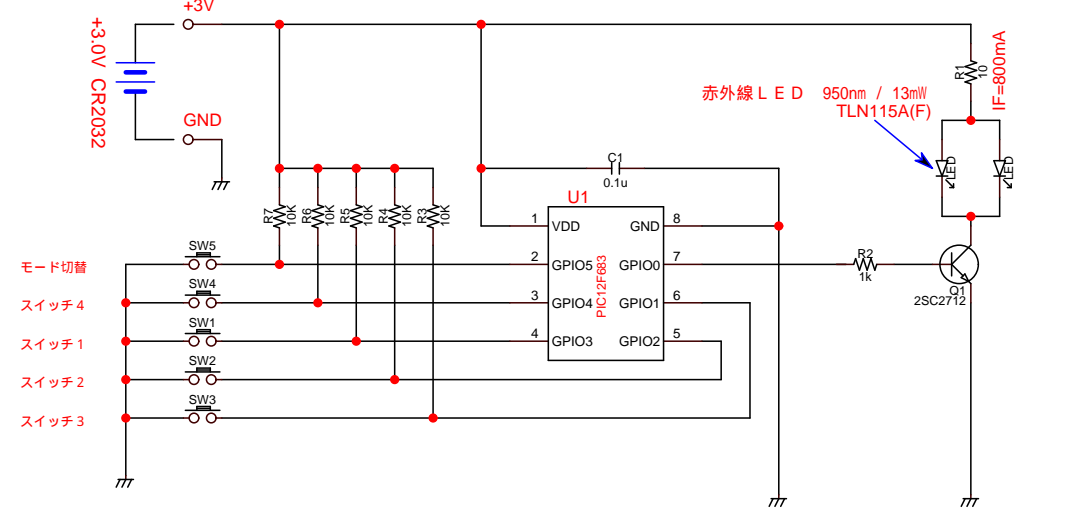 +3V
+3.0V CR2032
GND
R1
10
IF=800mA
赤外線ＬＥＤ 950nm / 13mW
TLN115A(F)
LED
LED
C1
0.1u
U1
R7
10K
R6
10K
R5
10K
R4
10K
R3
10K
1
VDD
GND
8
モード切替
SW5
2
GPIO5
GPIO0
7
PIC12F683
R2
1k
Q1
2SC2712
スイッチ4
SW4
3
GPIO4
GPIO1
6
スイッチ1
SW1
4
GPIO3
GPIO2
5
スイッチ2
SW2
スイッチ3
SW3